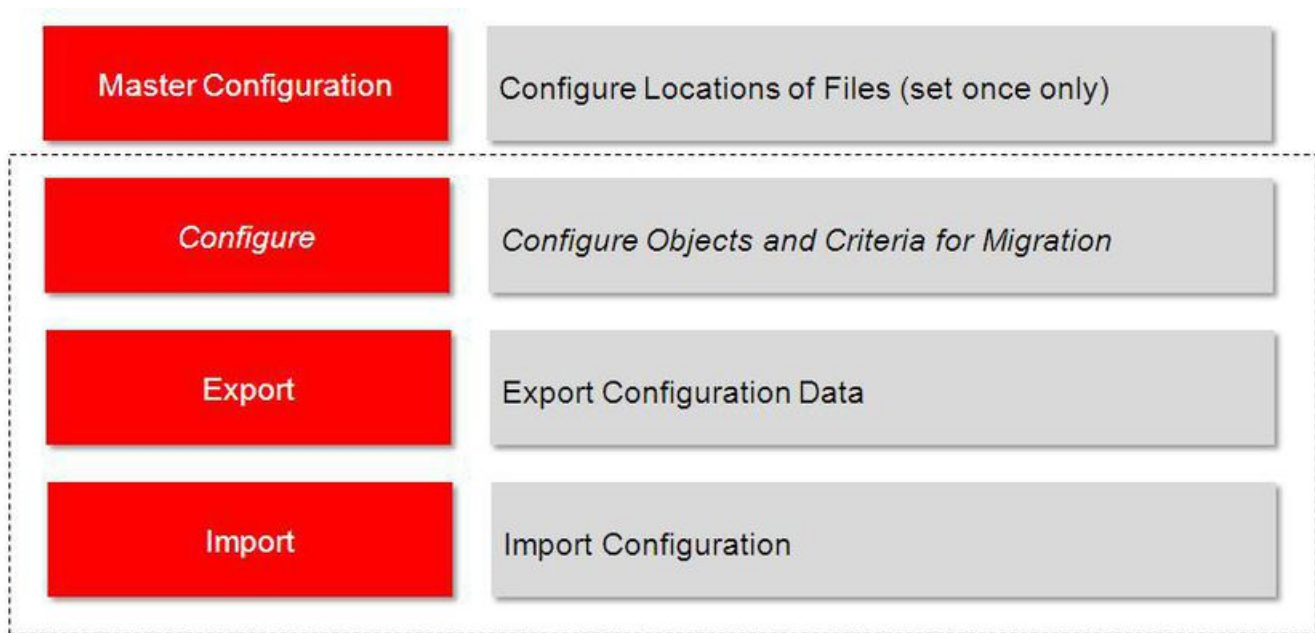 Master Configuration
Configure Locations of Files (set once only)
Configure
Configure Objects and Criteria for Migration
Export
Export Configuration Data
Import
Import Configuration